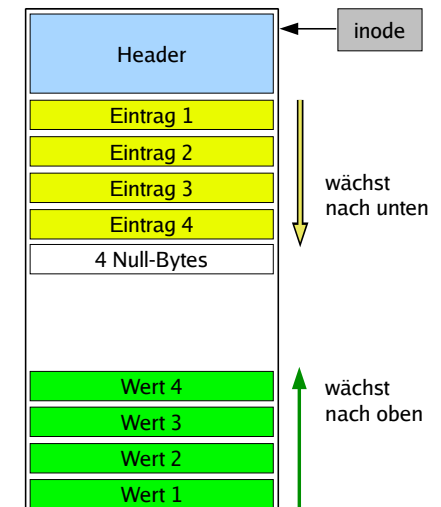 inode
Header
Eintrag 1
Eintrag 2
Eintrag 3
Eintrag 4
4 Null-Bytes
wächst
nach unten
Wert 4
Wert 3
Wert 2
Wert 1
wächst
nach oben